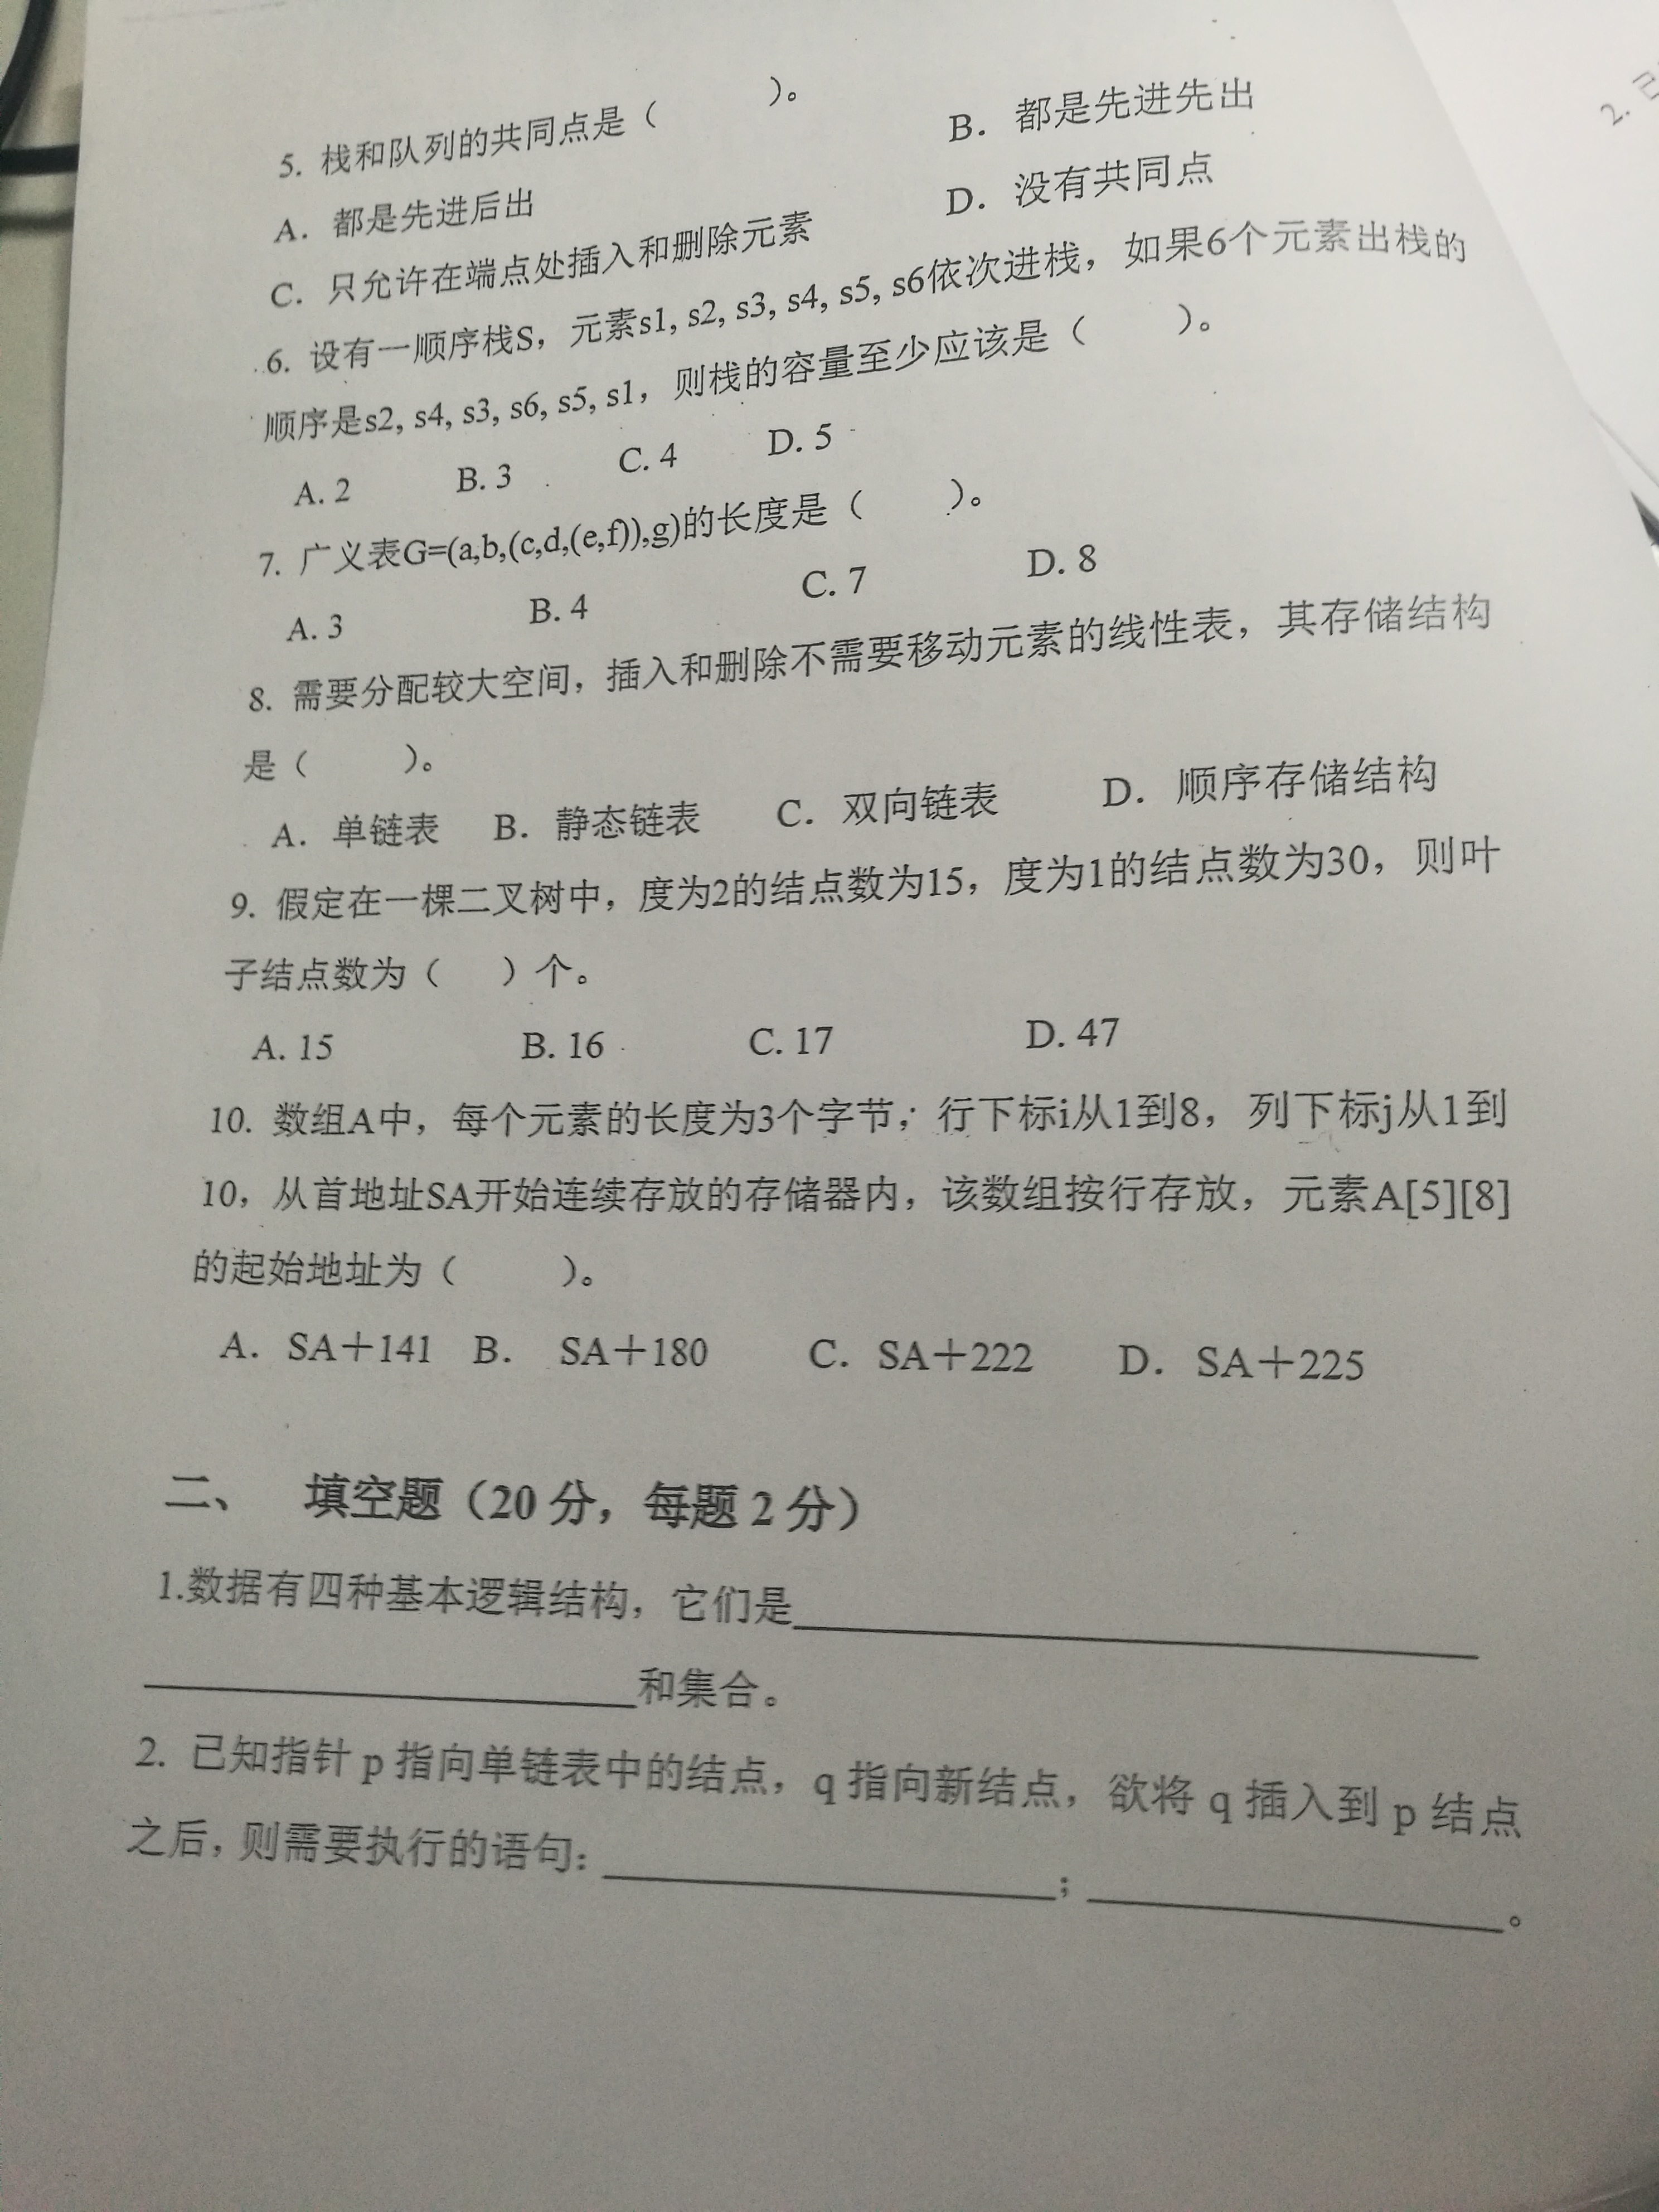 5. 栈和队列的共同点是（　　）。
A．都是先进后出　　B．都是先进先出
C．只允许在端点处插入和删除元素　　D．没有共同点
6. 设有一顺序栈S，元素s1, s2, s3, s4, s5, s6依次进栈，如果6个元素出栈的
顺序是s2, s4, s3, s6, s5, s1，则栈的容量至少应该是（　　）。
A. 2　　B. 3　　C. 4　　D. 5
7. 广义表G=(a,b,(c,d,(e,f)),g)的长度是（　　）。
A. 3　　B. 4　　C. 7　　D. 8
8. 需要分配较大空间，插入和删除不需要移动元素的线性表，其存储结构
是（　　）。
A．单链表　B．静态链表　　C．双向链表　　D．顺序存储结构
9. 假定在一棵二叉树中，度为2的结点数为15，度为1的结点数为30，则叶
子结点数为（　）个。
A. 15　　B. 16　　C. 17　　D. 47
10. 数组A中，每个元素的长度为3个字节，行下标i从1到8，列下标j从1到
10，从首地址SA开始连续存放的存储器内，该数组按行存放，元素A[5][8]
的起始地址为（　　）。
A．SA＋141　B． SA＋180　　C．SA＋222　　D．SA＋225
二、　填空题（20 分，每题 2 分）
1.数据有四种基本逻辑结构，它们是________________
________________和集合。
2. 已知指针 p 指向单链表中的结点，q 指向新结点，欲将 q 插入到 p 结点
之后，则需要执行的语句：________________；________________。
2. 已